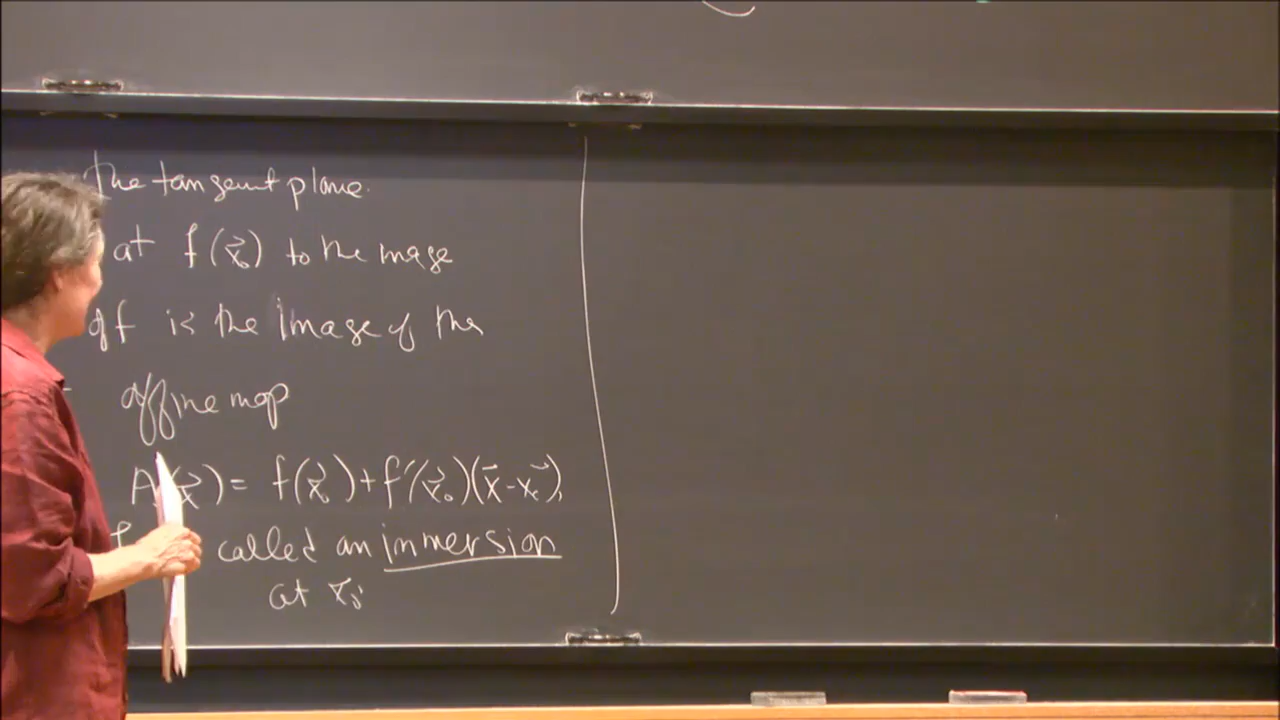 the tangent plane.
at f(x⃗₀) to the image
of f is the image of the
affine map
A(x⃗) = f(x⃗₀) + f'(x⃗₀)(x⃗ - x⃗₀),
called an immersion
at x⃗₀